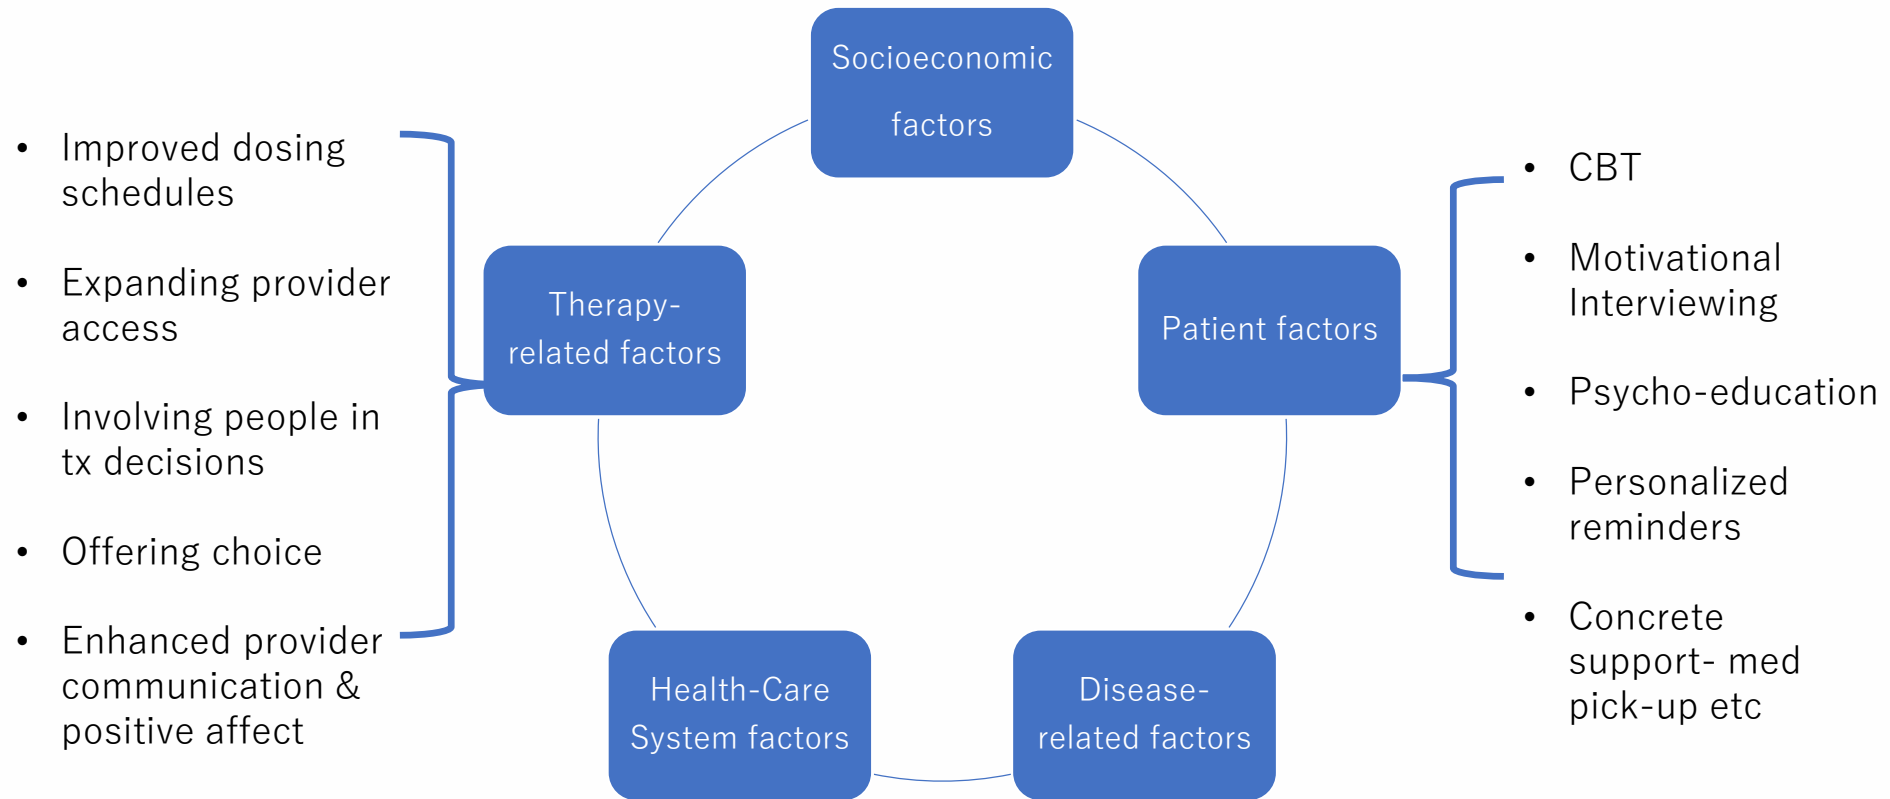 Socioeconomic
factors
• Improved dosing
schedules
• Expanding provider
access
• Involving people in
tx decisions
• Offering choice
• Enhanced provider
communication &
positive affect
Therapy-
related factors
Patient factors
• CBT
• Motivational
Interviewing
• Psycho-education
• Personalized
reminders
• Concrete
support- med
pick-up etc
Health-Care
System factors
Disease-
related factors